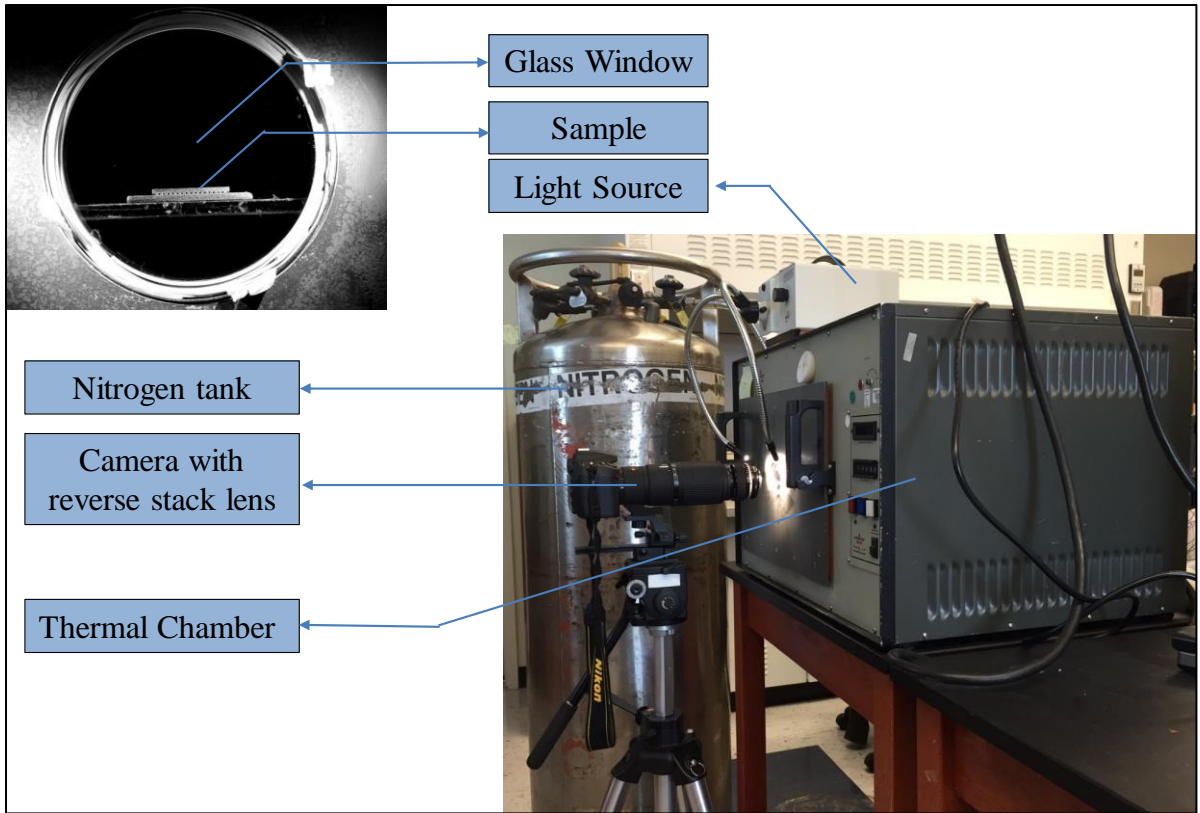 Glass Window
Sample
Light Source
Nitrogen tank
Camera with
reverse stack lens
Thermal Chamber
NITROGEN
Nikon